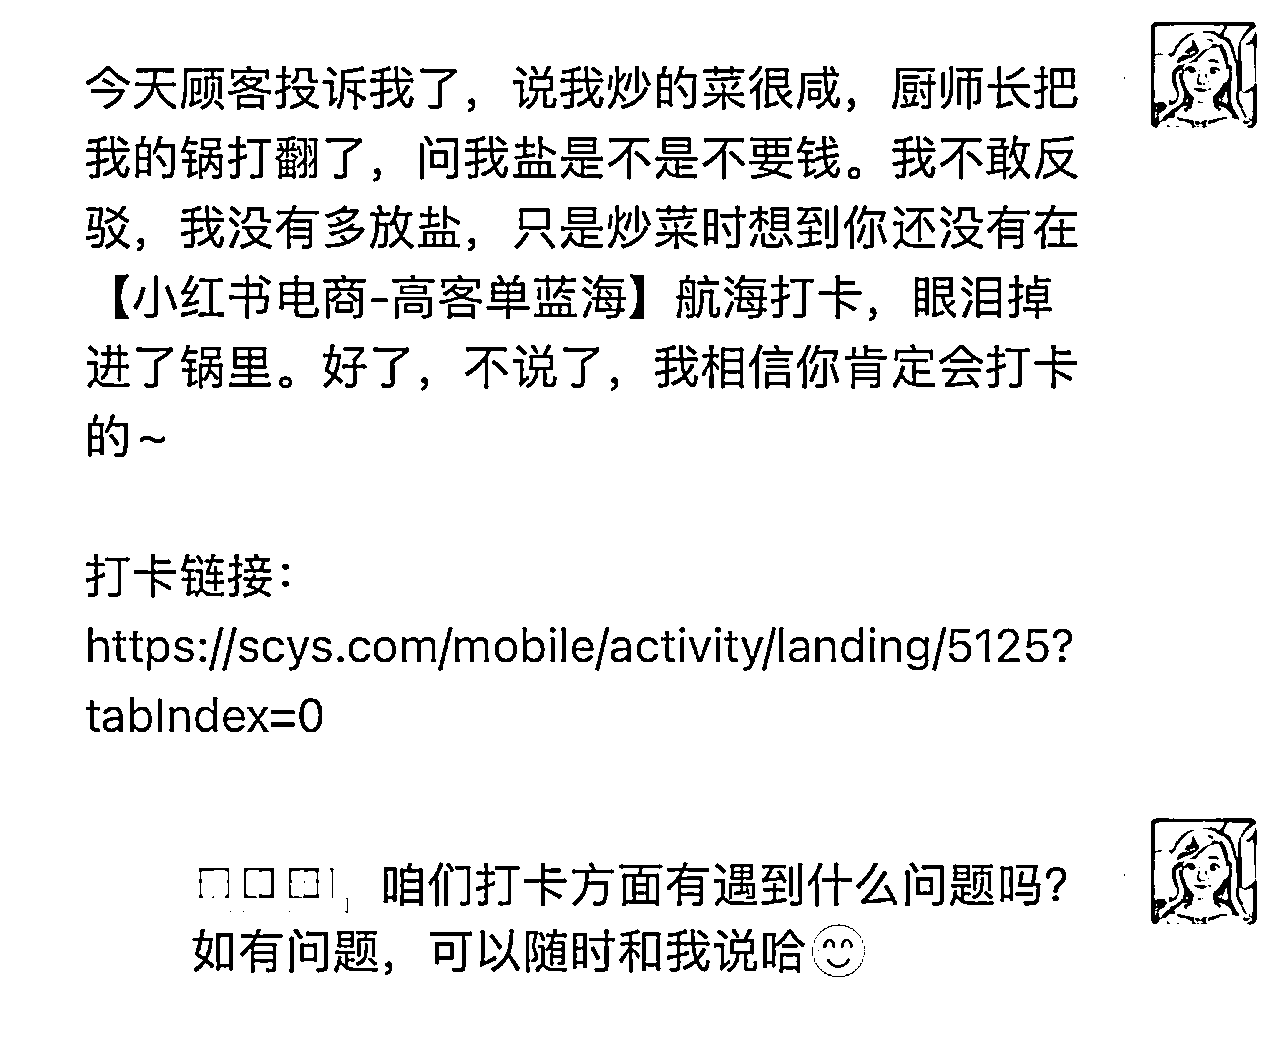 今天顾客投诉我了，说我炒的菜很咸，厨师长把
我的锅打翻了，问我盐是不是不要钱。我不敢反
驳，我没有多放盐，只是炒菜时想到你还没有在
【小红书电商-高客单蓝海】航海打卡，眼泪掉
进了锅里。好了，不说了，我相信你肯定会打卡
的~
打卡链接：
https://scys.com/mobile/activity/landing/5125?
tabIndex=0
，咱们打卡方面有遇到什么问题吗？
如有问题，可以随时和我说哈😊